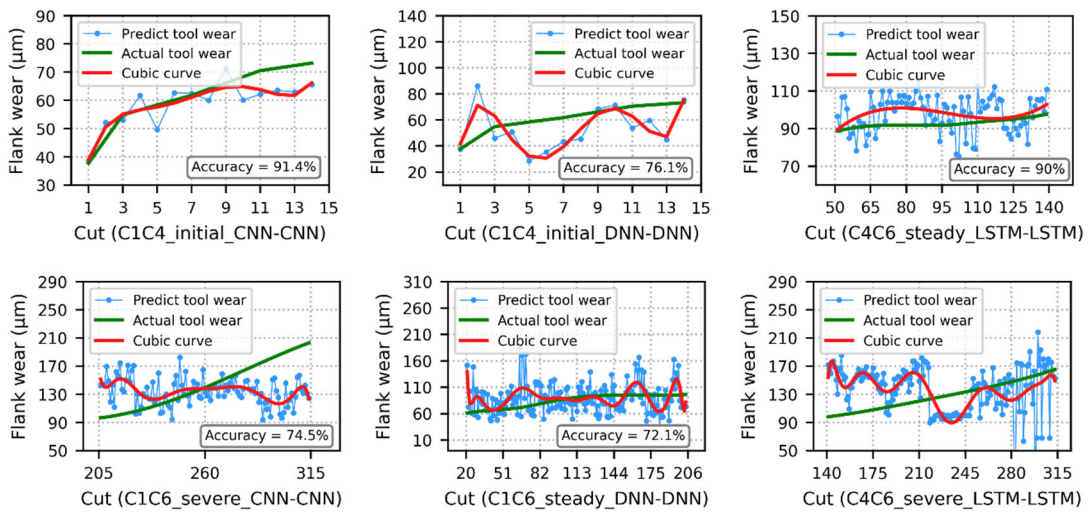 Flank wear (μm)
90
80
70
60
50
40
30
Predict tool wear
Actual tool wear
Cubic curve
Accuracy = 91.4%
1 3 5 7 9 11 13 15
Cut (C1C4_initial_CNN-CNN)
Flank wear (μm)
140
120
100
80
60
40
20
Predict tool wear
Actual tool wear
Cubic curve
Accuracy = 76.1%
1 3 5 7 9 11 13 15
Cut (C1C4_initial_DNN-DNN)
Flank wear (μm)
150
130
110
90
70
Predict tool wear
Actual tool wear
Cubic curve
Accuracy = 90%
50 65 80 95 110 125 140
Cut (C4C6_steady_LSTM-LSTM)
Flank wear (μm)
290
250
210
170
130
90
50
Predict tool wear
Actual tool wear
Cubic curve
Accuracy = 74.5%
205 260 315
Cut (C1C6_severe_CNN-CNN)
Flank wear (μm)
310
260
210
160
110
60
10
Predict tool wear
Actual tool wear
Cubic curve
Accuracy = 72.1%
20 51 82 113 144 175 206
Cut (C1C6_steady_DNN-DNN)
Flank wear (μm)
290
250
210
170
130
90
50
Predict tool wear
Actual tool wear
Cubic curve
140 175 210 245 280 315
Cut (C4C6_severe_LSTM-LSTM)